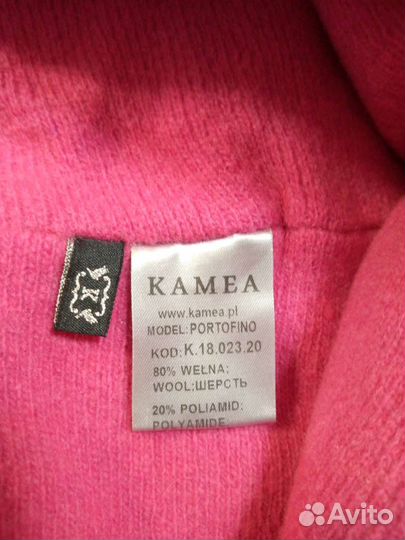 K
KAMEA
www.kamea.pl
MODEL: PORTOFINO
KOD: K.18.023.20
80% WEŁNA;
WOOL;ШЕРСТЬ
20% POLIAMID;
POLYAMIDE;
Avito